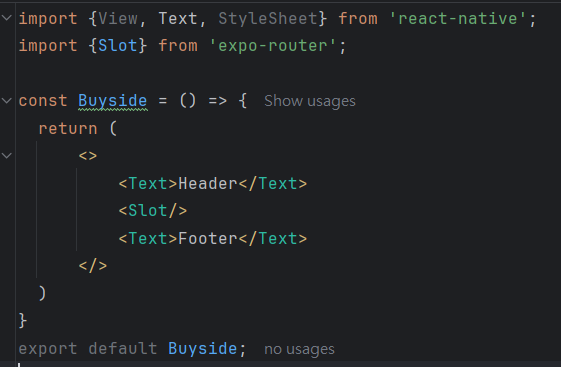 import {View, Text, StyleSheet} from 'react-native';
import {Slot} from 'expo-router';
const Buyside = () => { Show usages
return (
<>
<Text>Header</Text>
<Slot/>
<Text>Footer</Text>
</>
)
}
export default Buyside; no usages